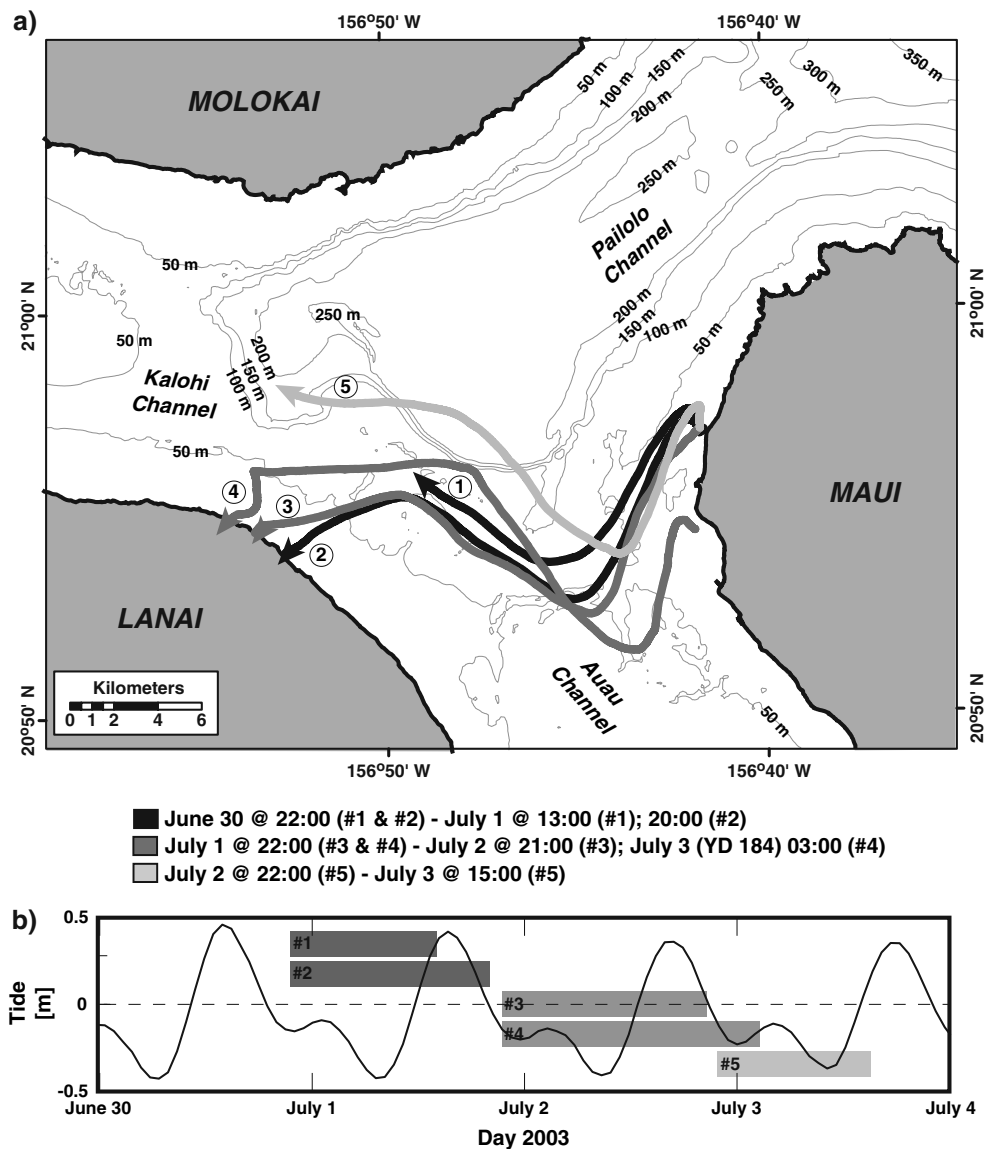 a)
156°50' W
156°40' W
MOLOKAI
50 m
100 m
150 m
200 m
250 m
300 m
350 m
250 m
Pailolo
Channel
50 m
21°00' N
21°00' N
250 m
200 m
150 m
100 m
50 m
200 m
150 m
100 m
50 m
Kalohi
Channel
5
50 m
1
4
3
2
MAUI
LANAI
Auau
Channel
50 m
Kilometers
0 1 2 4 6
20°50' N
20°50' N
156°50' W
156°40' W
June 30 @ 22:00 (#1 & #2) - July 1 @ 13:00 (#1); 20:00 (#2)
July 1 @ 22:00 (#3 & #4) - July 2 @ 21:00 (#3); July 3 (YD 184) 03:00 (#4)
July 2 @ 22:00 (#5) - July 3 @ 15:00 (#5)
b)
0.5
0
-0.5
Tide
[m]
#1
#2
#3
#4
#5
June 30
July 1
July 2
July 3
July 4
Day 2003